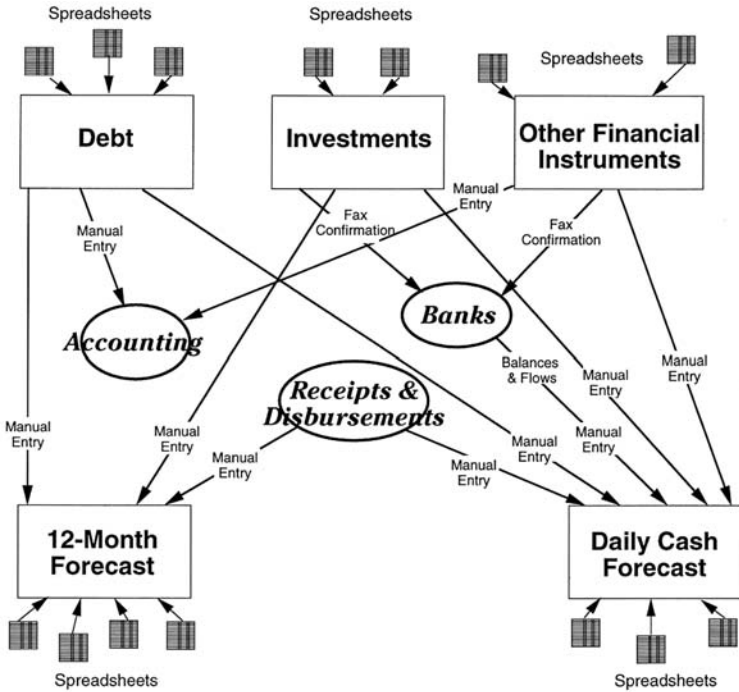 Spreadsheets
Spreadsheets
Spreadsheets
Debt
Investments
Other Financial
Instruments
Manual
Entry
Fax
Confirmation
Manual
Entry
Fax
Confirmation
Accounting
Banks
Balances
& Flows
Manual
Entry
Manual
Entry
Receipts &
Disbursements
Manual
Entry
Manual
Entry
Manual
Entry
Manual
Entry
Manual
Entry
Manual
Entry
Manual
Entry
12-Month
Forecast
Daily Cash
Forecast
Spreadsheets
Spreadsheets